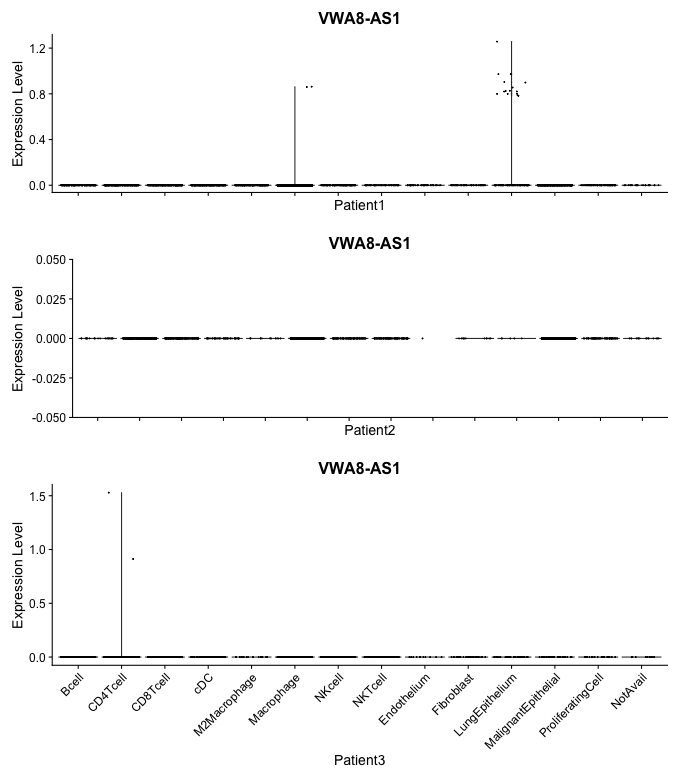 VWA8-AS1
Expression Level
1.2
0.8
0.4
0.0
Patient1
VWA8-AS1
Expression Level
0.050
0.025
0.000
-0.025
-0.050
Patient2
VWA8-AS1
Expression Level
1.5
1.0
0.5
0.0
Bcell
CD4Tcell
CD8Tcell
cDC
M2Macrophage
Macrophage
NKcell
NKTcell
Endothelium
Fibroblast
LungEpithelium
MalignantEpithelial
ProliferatingCell
NotAvail
Patient3